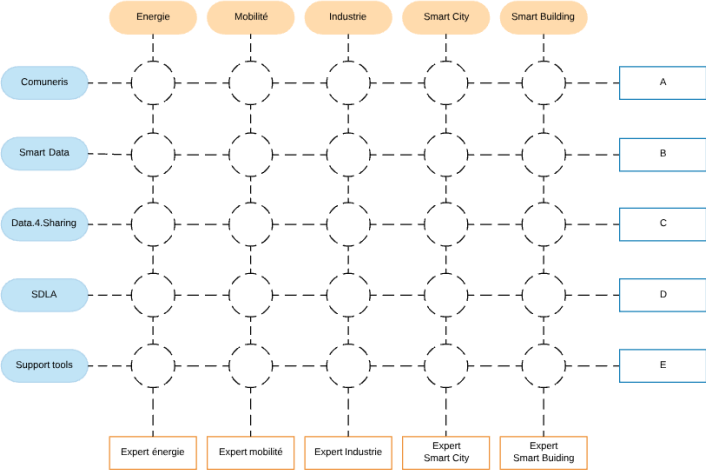 Energie
Mobilité
Industrie
Smart City
Smart Building
Comuneris
A
Smart Data
B
Data.4.Sharing
C
SDLA
D
Support tools
E
Expert énergie
Expert mobilité
Expert Industrie
Expert
Smart City
Expert
Smart Buiding